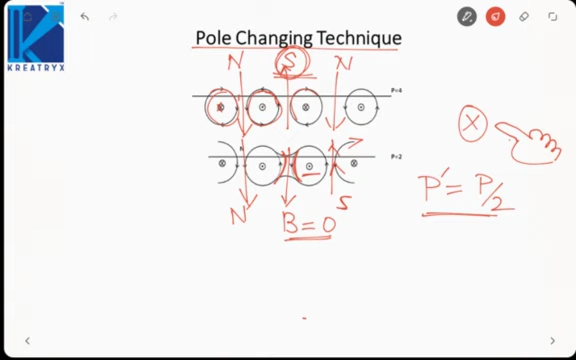 Pole Changing Technique
KREATRYX
N S N
P=4
X
N
P=2
P' = P/2
N B=0 S